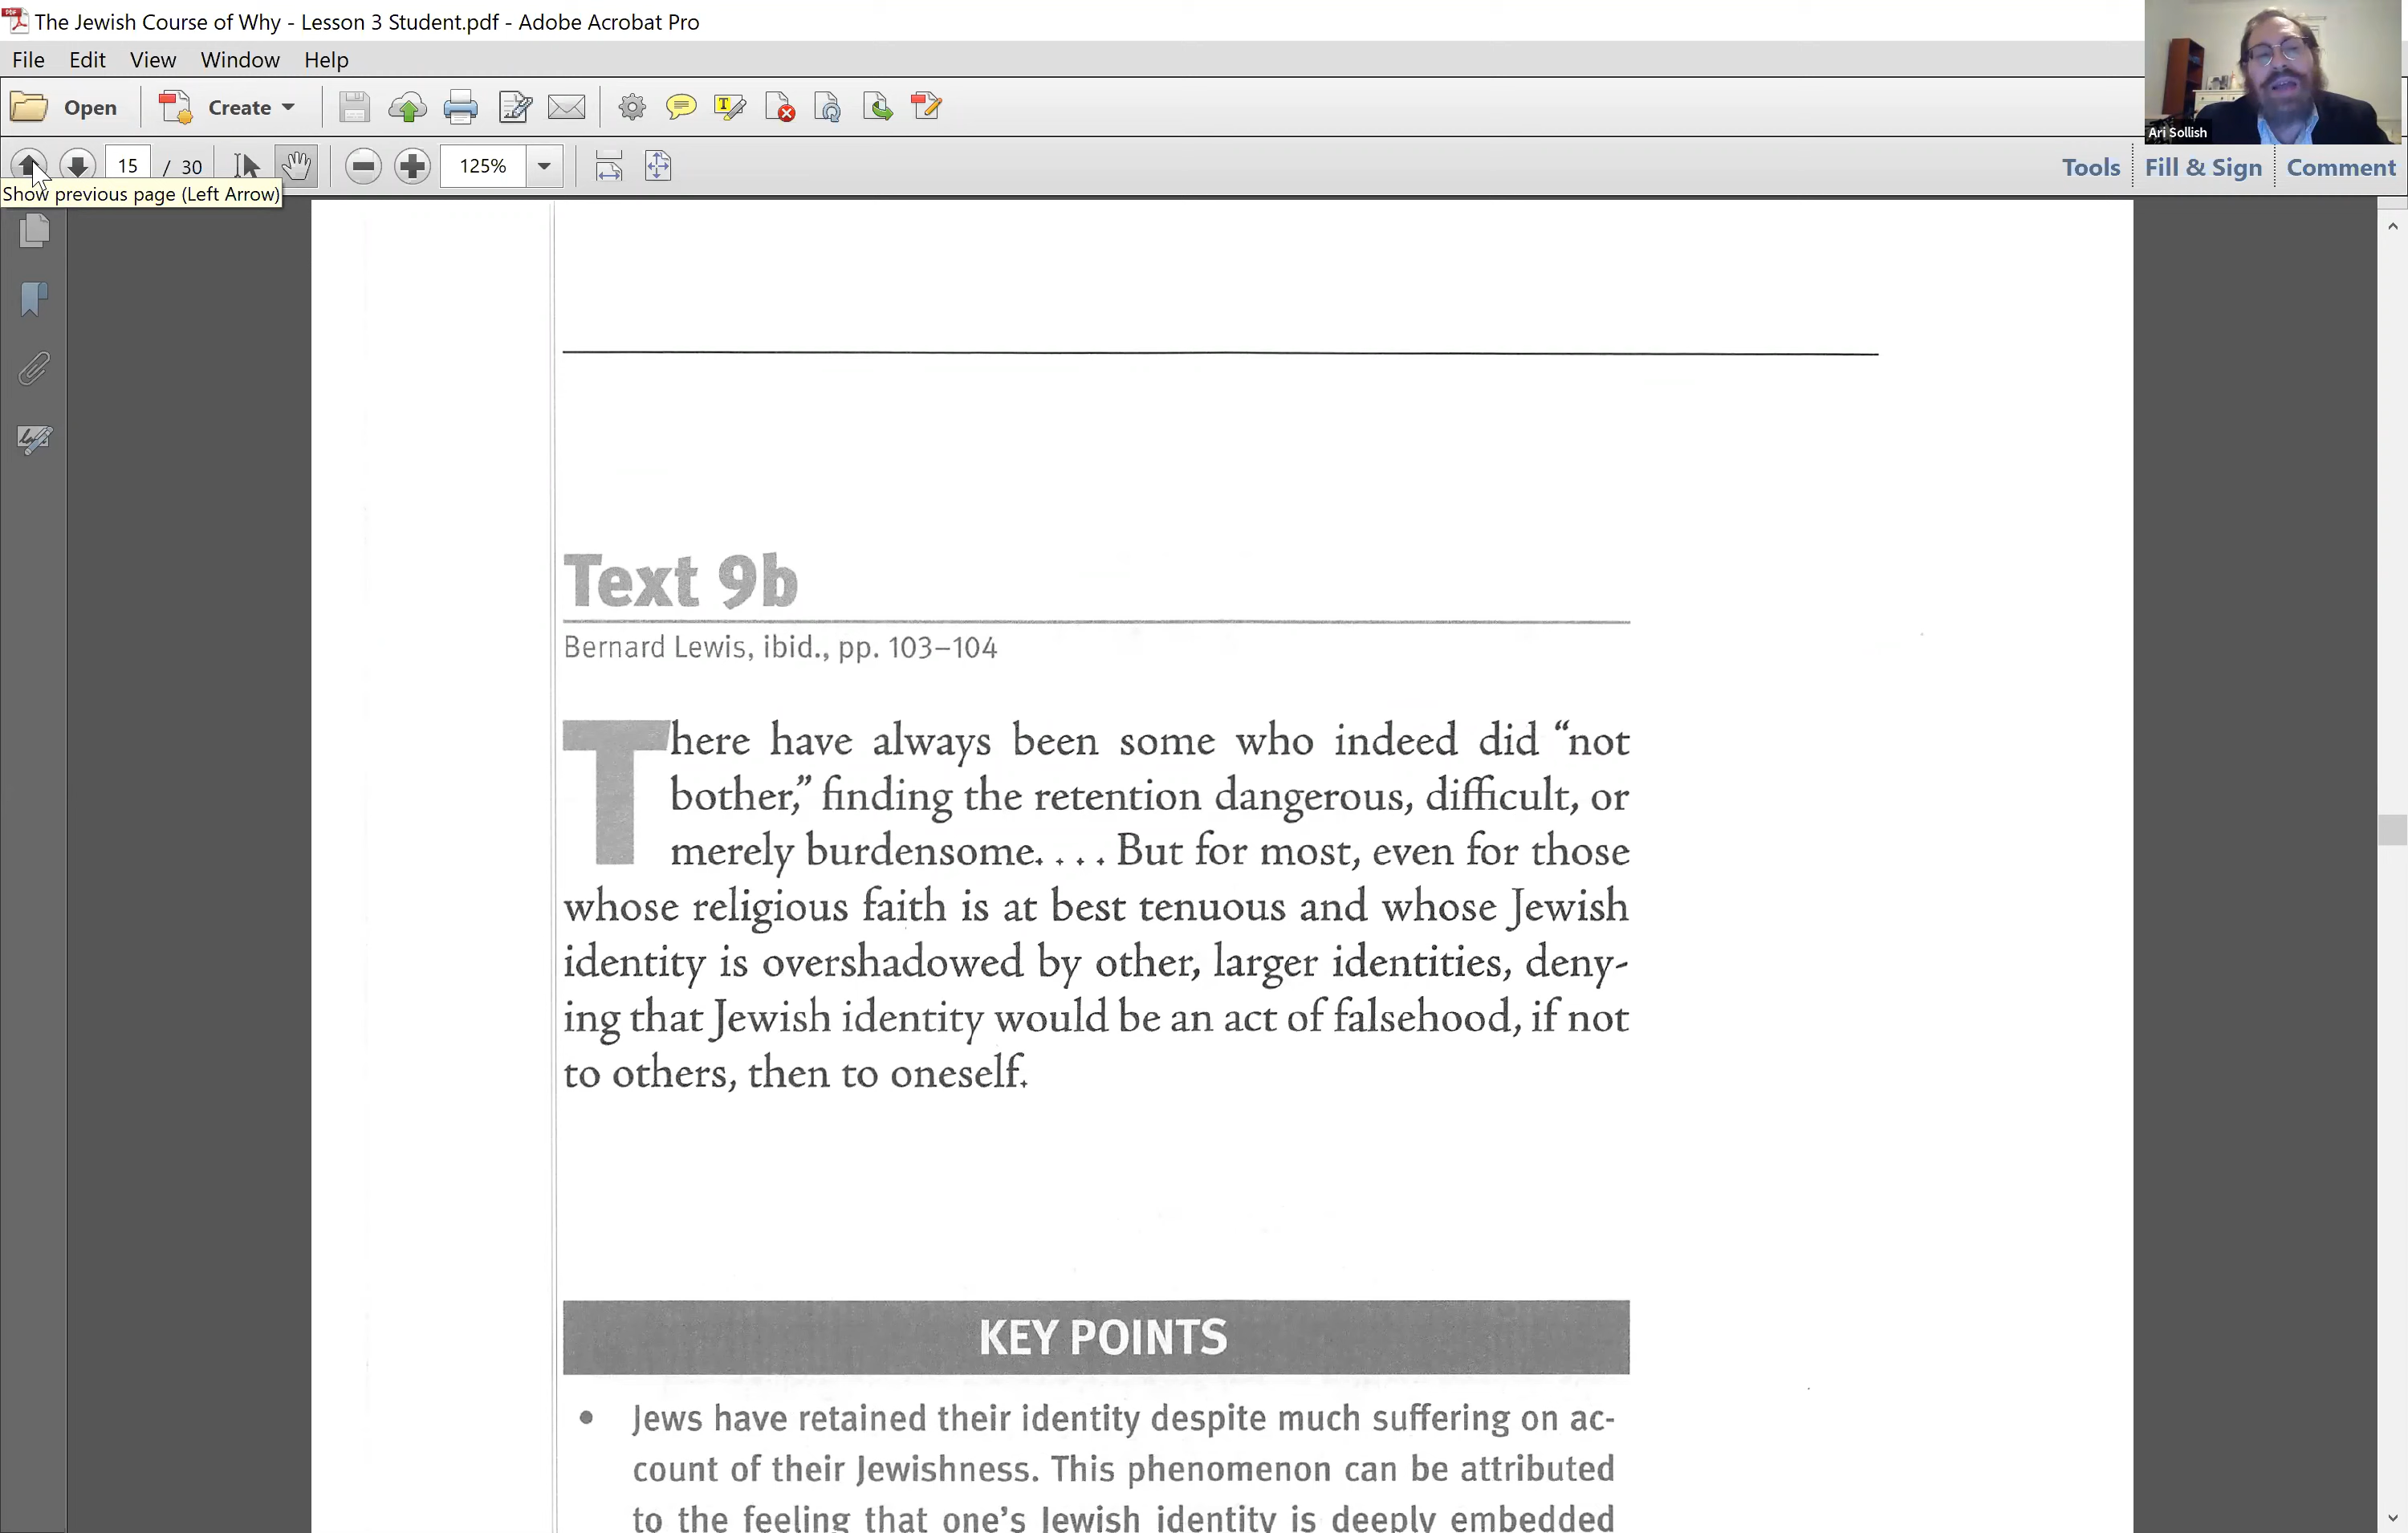 The Jewish Course of Why - Lesson 3 Student.pdf - Adobe Acrobat Pro
File Edit View Window Help
Open Create
Ari Sollish
15 / 30 125% Tools Fill & Sign Comment
Show previous page (Left Arrow)
Text 9b
Bernard Lewis, ibid., pp. 103–104
There have always been some who indeed did “not
bother,” finding the retention dangerous, difficult, or
merely burdensome. . . . But for most, even for those
whose religious faith is at best tenuous and whose Jewish
identity is overshadowed by other, larger identities, deny-
ing that Jewish identity would be an act of falsehood, if not
to others, then to oneself.
KEY POINTS
• Jews have retained their identity despite much suffering on ac-
count of their Jewishness. This phenomenon can be attributed
to the feeling that one’s Jewish identity is deeply embedded